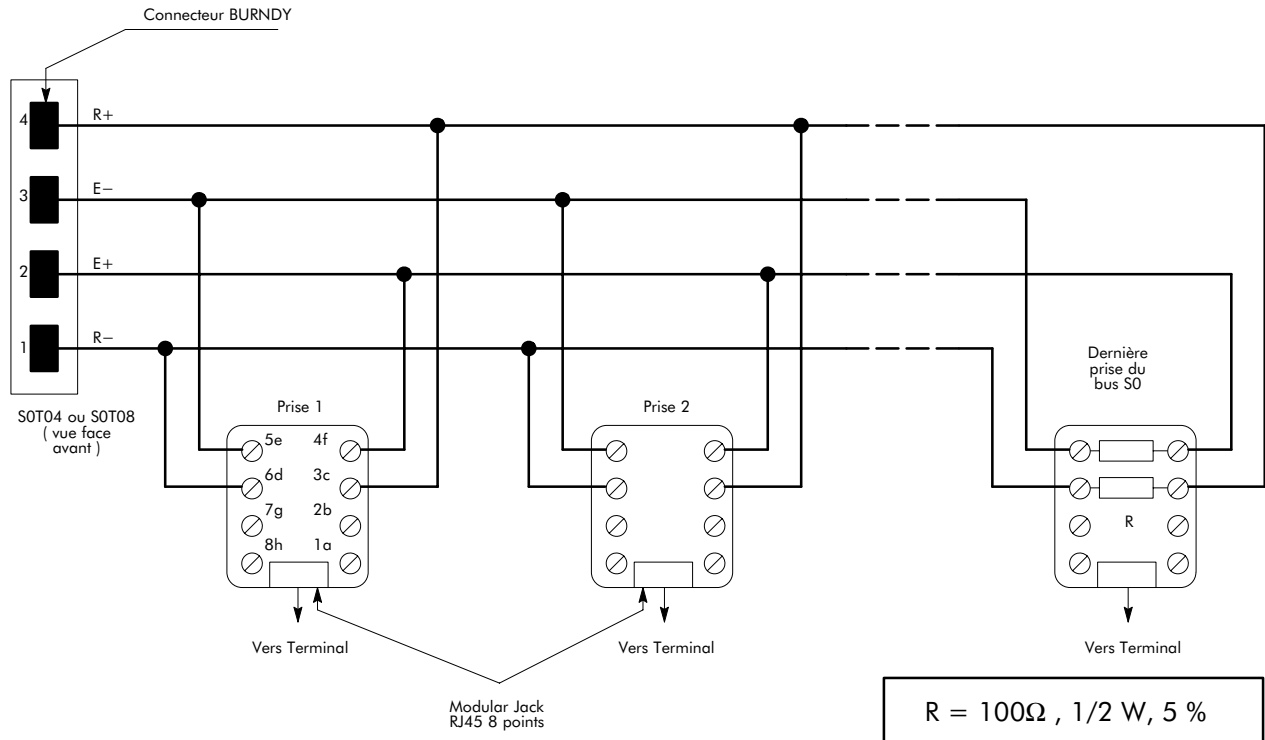 Connecteur BURNDY
4
R+
3
E−
2
E+
1
R−
S0T04 ou S0T08
( vue face
avant )
Prise 1
5e
4f
6d
3c
7g
2b
8h
1a
Prise 2
Dernière
prise du
bus S0
R
Vers Terminal
Vers Terminal
Vers Terminal
Modular Jack
RJ45 8 points
R = 100Ω , 1/2 W, 5 %